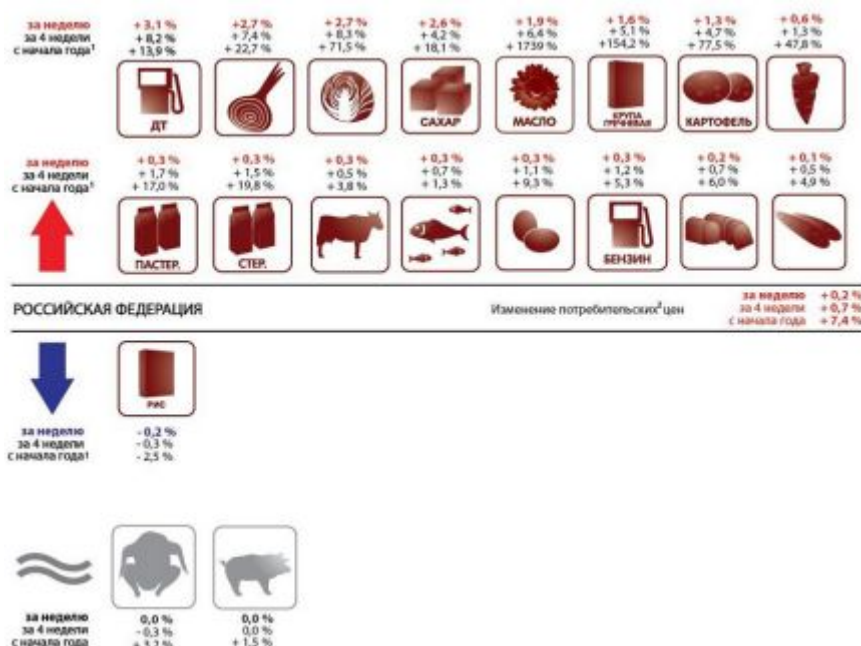 за неделю +3,1 % +2,7 % +2,7 % +2,6 % +1,9 % +1,6 % +1,3 % +0,6 %
за 4 недели +8,2 % +7,4 % +8,3 % +4,2 % +6,4 % +5,1 % +4,7 % +1,3 %
с начала года¹ +13,9 % +22,7 % +71,5 % +18,1 % +1739 % +154,2 % +77,5 % +47,8 %
ДТ САХАР МАСЛО КРУПА ГРЕЧНЕВАЯ КАРТОФЕЛЬ
за неделю +0,3 % +0,3 % +0,3 % +0,3 % +0,3 % +0,3 % +0,2 % +0,1 %
за 4 недели +1,7 % +1,5 % +0,5 % +0,7 % +1,1 % +1,2 % +0,7 % +0,5 %
с начала года¹ +17,0 % +19,8 % +3,8 % +1,3 % +9,3 % +5,3 % +6,0 % +4,9 %
ПАСТЕР. СТЕР. БЕНЗИН
РОССИЙСКАЯ ФЕДЕРАЦИЯ Изменение потребительских² цен
за неделю +0,2 %
за 4 недели +0,7 %
с начала года +7,4 %
РИС
за неделю -0,2 %
за 4 недели -0,3 %
с начала года¹ -2,5 %
за неделю 0,0 % 0,0 %
за 4 недели -0,3 % 0,0 %
с начала года +3,2 % +1,5 %